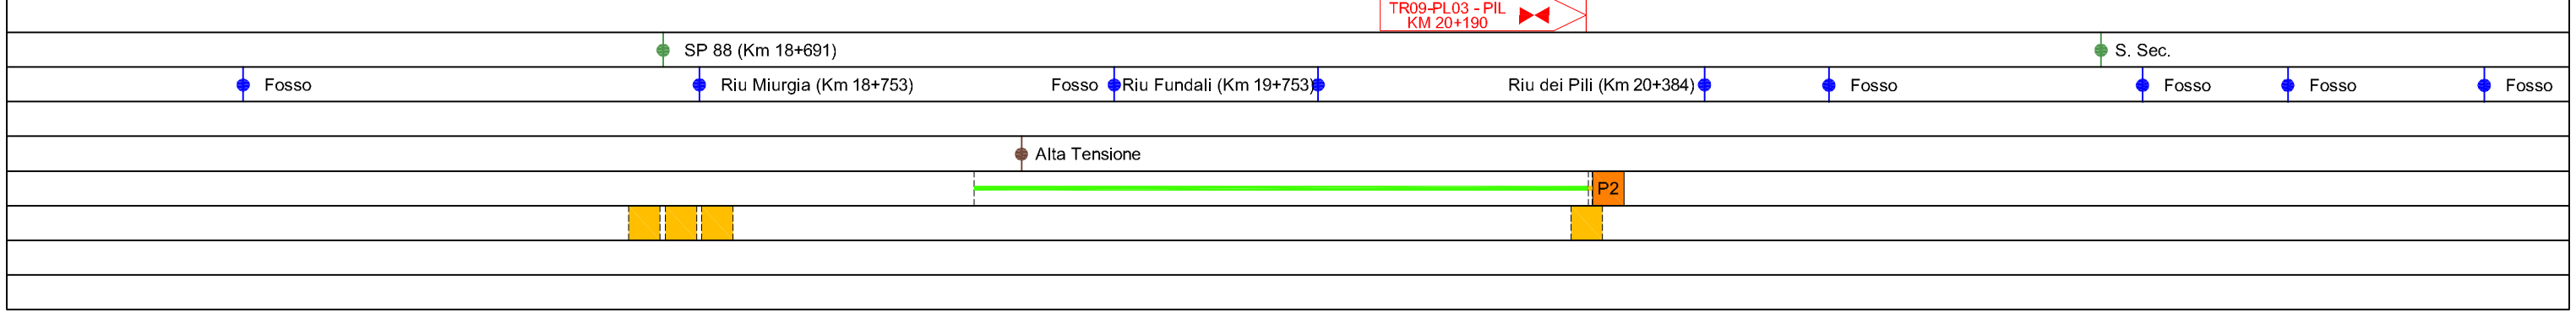 TR09-PL03 - PIL
KM 20+190
SP 88 (Km 18+691)
S. Sec.
Fosso
Riu Miurgia (Km 18+753)
Fosso
Riu Fundali (Km 19+753)
Riu dei Pili (Km 20+384)
Fosso
Fosso
Fosso
Fosso
Alta Tensione
P2